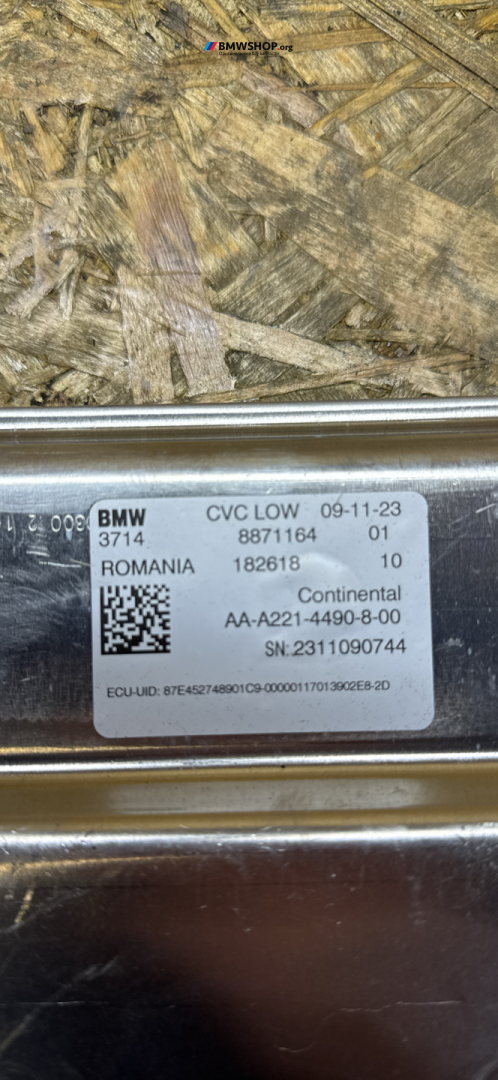 BMWSHOP.org
BMW CVC LOW 09-11-23
3714 8871164 01
ROMANIA 182618 10
Continental
AA-A221-4490-8-00
SN:2311090744
ECU-UID: 87E452748901C9-00000117013902E8-2D